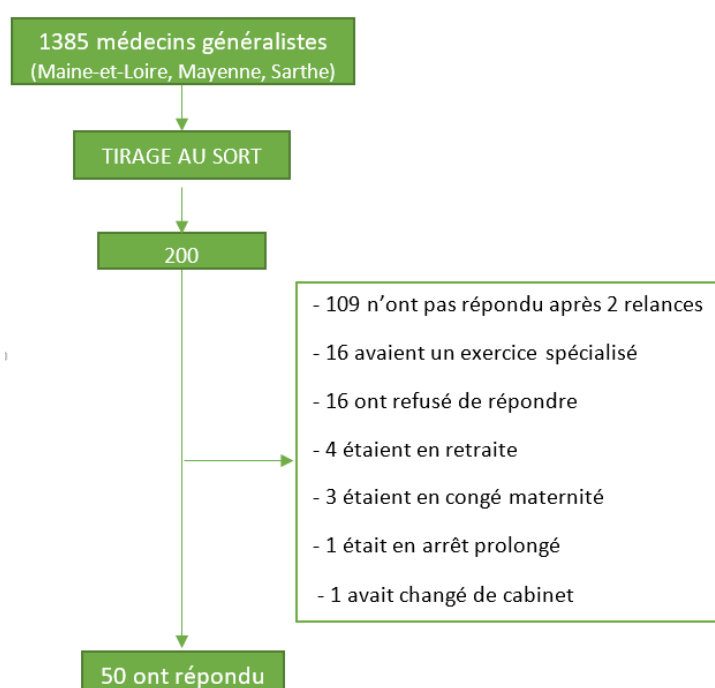 1385 médecins généralistes
(Maine-et-Loire, Mayenne, Sarthe)
TIRAGE AU SORT
200
- 109 n’ont pas répondu après 2 relances
- 16 avaient un exercice spécialisé
- 16 ont refusé de répondre
- 4 étaient en retraite
- 3 étaient en congé maternité
- 1 était en arrêt prolongé
- 1 avait changé de cabinet
50 ont répondu